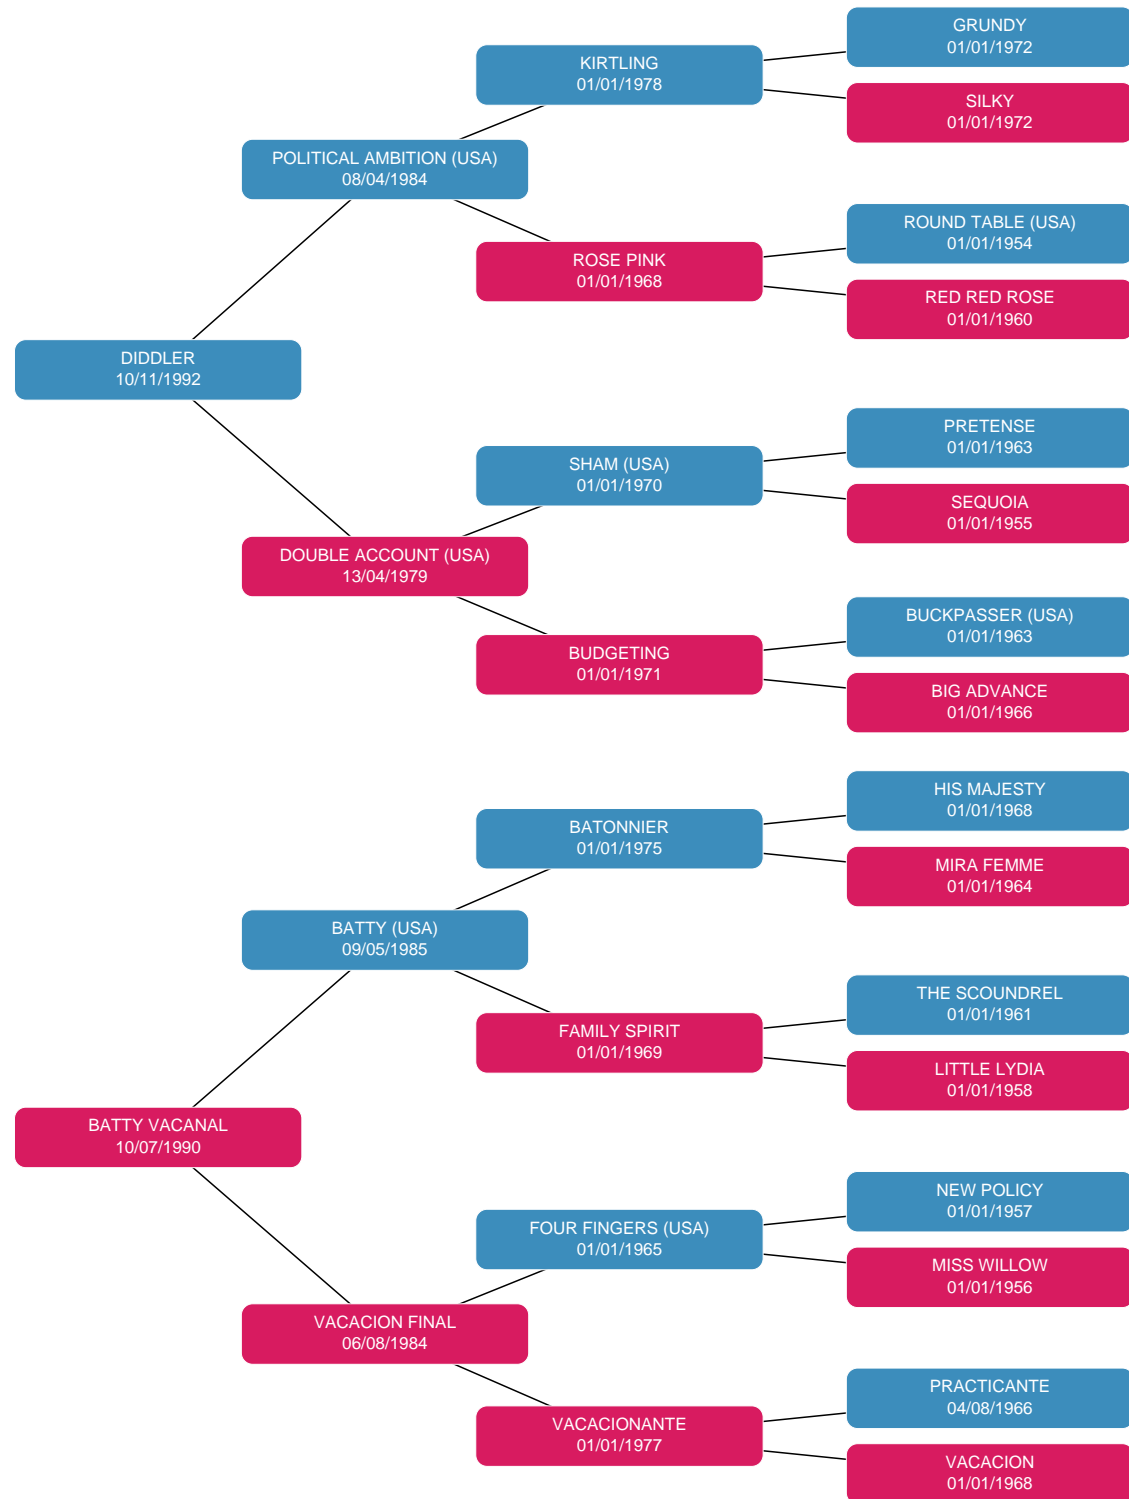 GRUNDY
01/01/1972
KIRTLING
01/01/1978
SILKY
01/01/1972
POLITICAL AMBITION (USA)
08/04/1984
ROUND TABLE (USA)
01/01/1954
ROSE PINK
01/01/1968
RED RED ROSE
01/01/1960
DIDDLER
10/11/1992
PRETENSE
01/01/1963
SHAM (USA)
01/01/1970
SEQUOIA
01/01/1955
DOUBLE ACCOUNT (USA)
13/04/1979
BUCKPASSER (USA)
01/01/1963
BUDGETING
01/01/1971
BIG ADVANCE
01/01/1966
HIS MAJESTY
01/01/1968
BATONNIER
01/01/1975
MIRA FEMME
01/01/1964
BATTY (USA)
09/05/1985
THE SCOUNDREL
01/01/1961
FAMILY SPIRIT
01/01/1969
LITTLE LYDIA
01/01/1958
BATTY VACANAL
10/07/1990
NEW POLICY
01/01/1957
FOUR FINGERS (USA)
01/01/1965
MISS WILLOW
01/01/1956
VACACION FINAL
06/08/1984
PRACTICANTE
04/08/1966
VACACIONANTE
01/01/1977
VACACION
01/01/1968